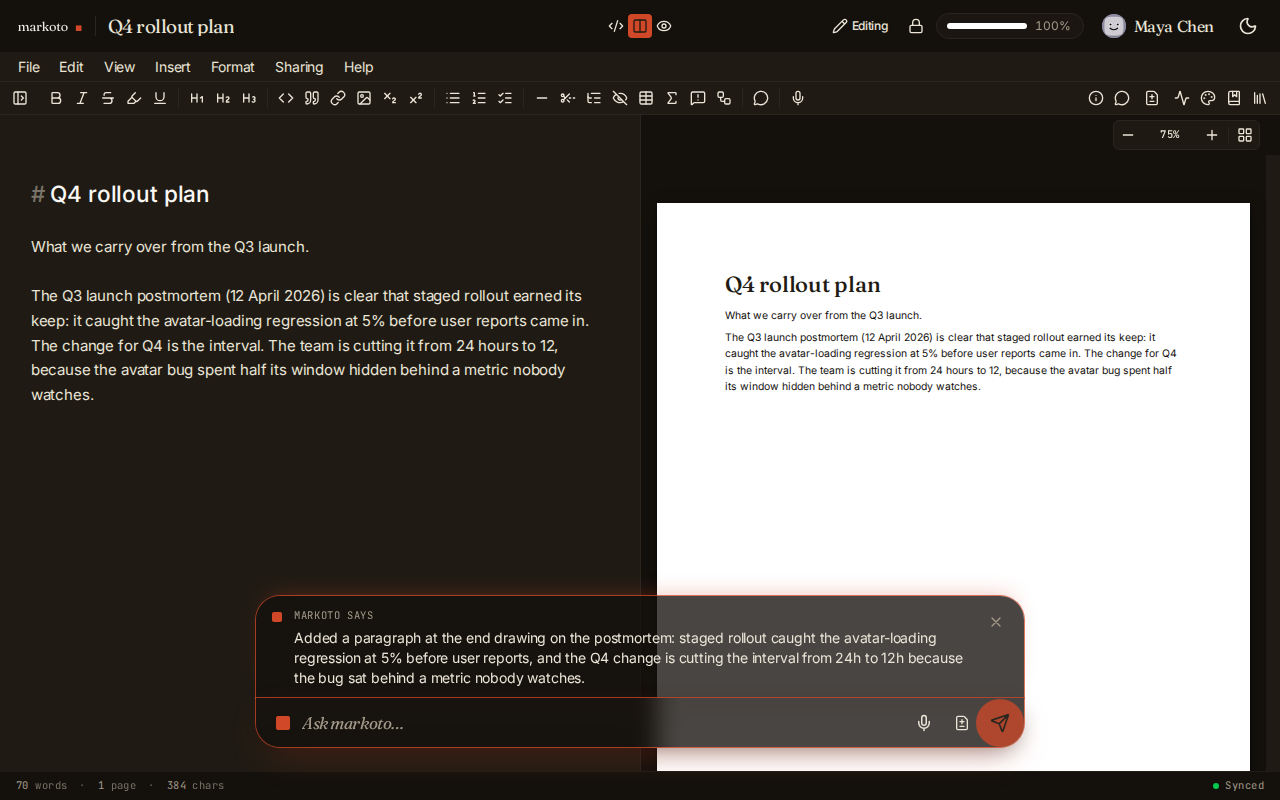 markoto
Q4 rollout plan
Editing
100%
Maya Chen
File Edit View Insert Format Sharing Help
B I S U H1 H2 H3 X2 X2
75%
# Q4 rollout plan
What we carry over from the Q3 launch.
The Q3 launch postmortem (12 April 2026) is clear that staged rollout earned its
keep: it caught the avatar-loading regression at 5% before user reports came in.
The change for Q4 is the interval. The team is cutting it from 24 hours to 12,
because the avatar bug spent half its window hidden behind a metric nobody
watches.
Q4 rollout plan
What we carry over from the Q3 launch.
The Q3 launch postmortem (12 April 2026) is clear that staged rollout earned its keep: it
caught the avatar-loading regression at 5% before user reports came in. The change for Q4
is the interval. The team is cutting it from 24 hours to 12, because the avatar bug spent half
its window hidden behind a metric nobody watches.
MARKOTO SAYS
Added a paragraph at the end drawing on the postmortem: staged rollout caught the avatar-loading
regression at 5% before user reports, and the Q4 change is cutting the interval from 24h to 12h because
the bug sat behind a metric nobody watches.
Ask markoto...
70 words · 1 page · 384 chars
Synced